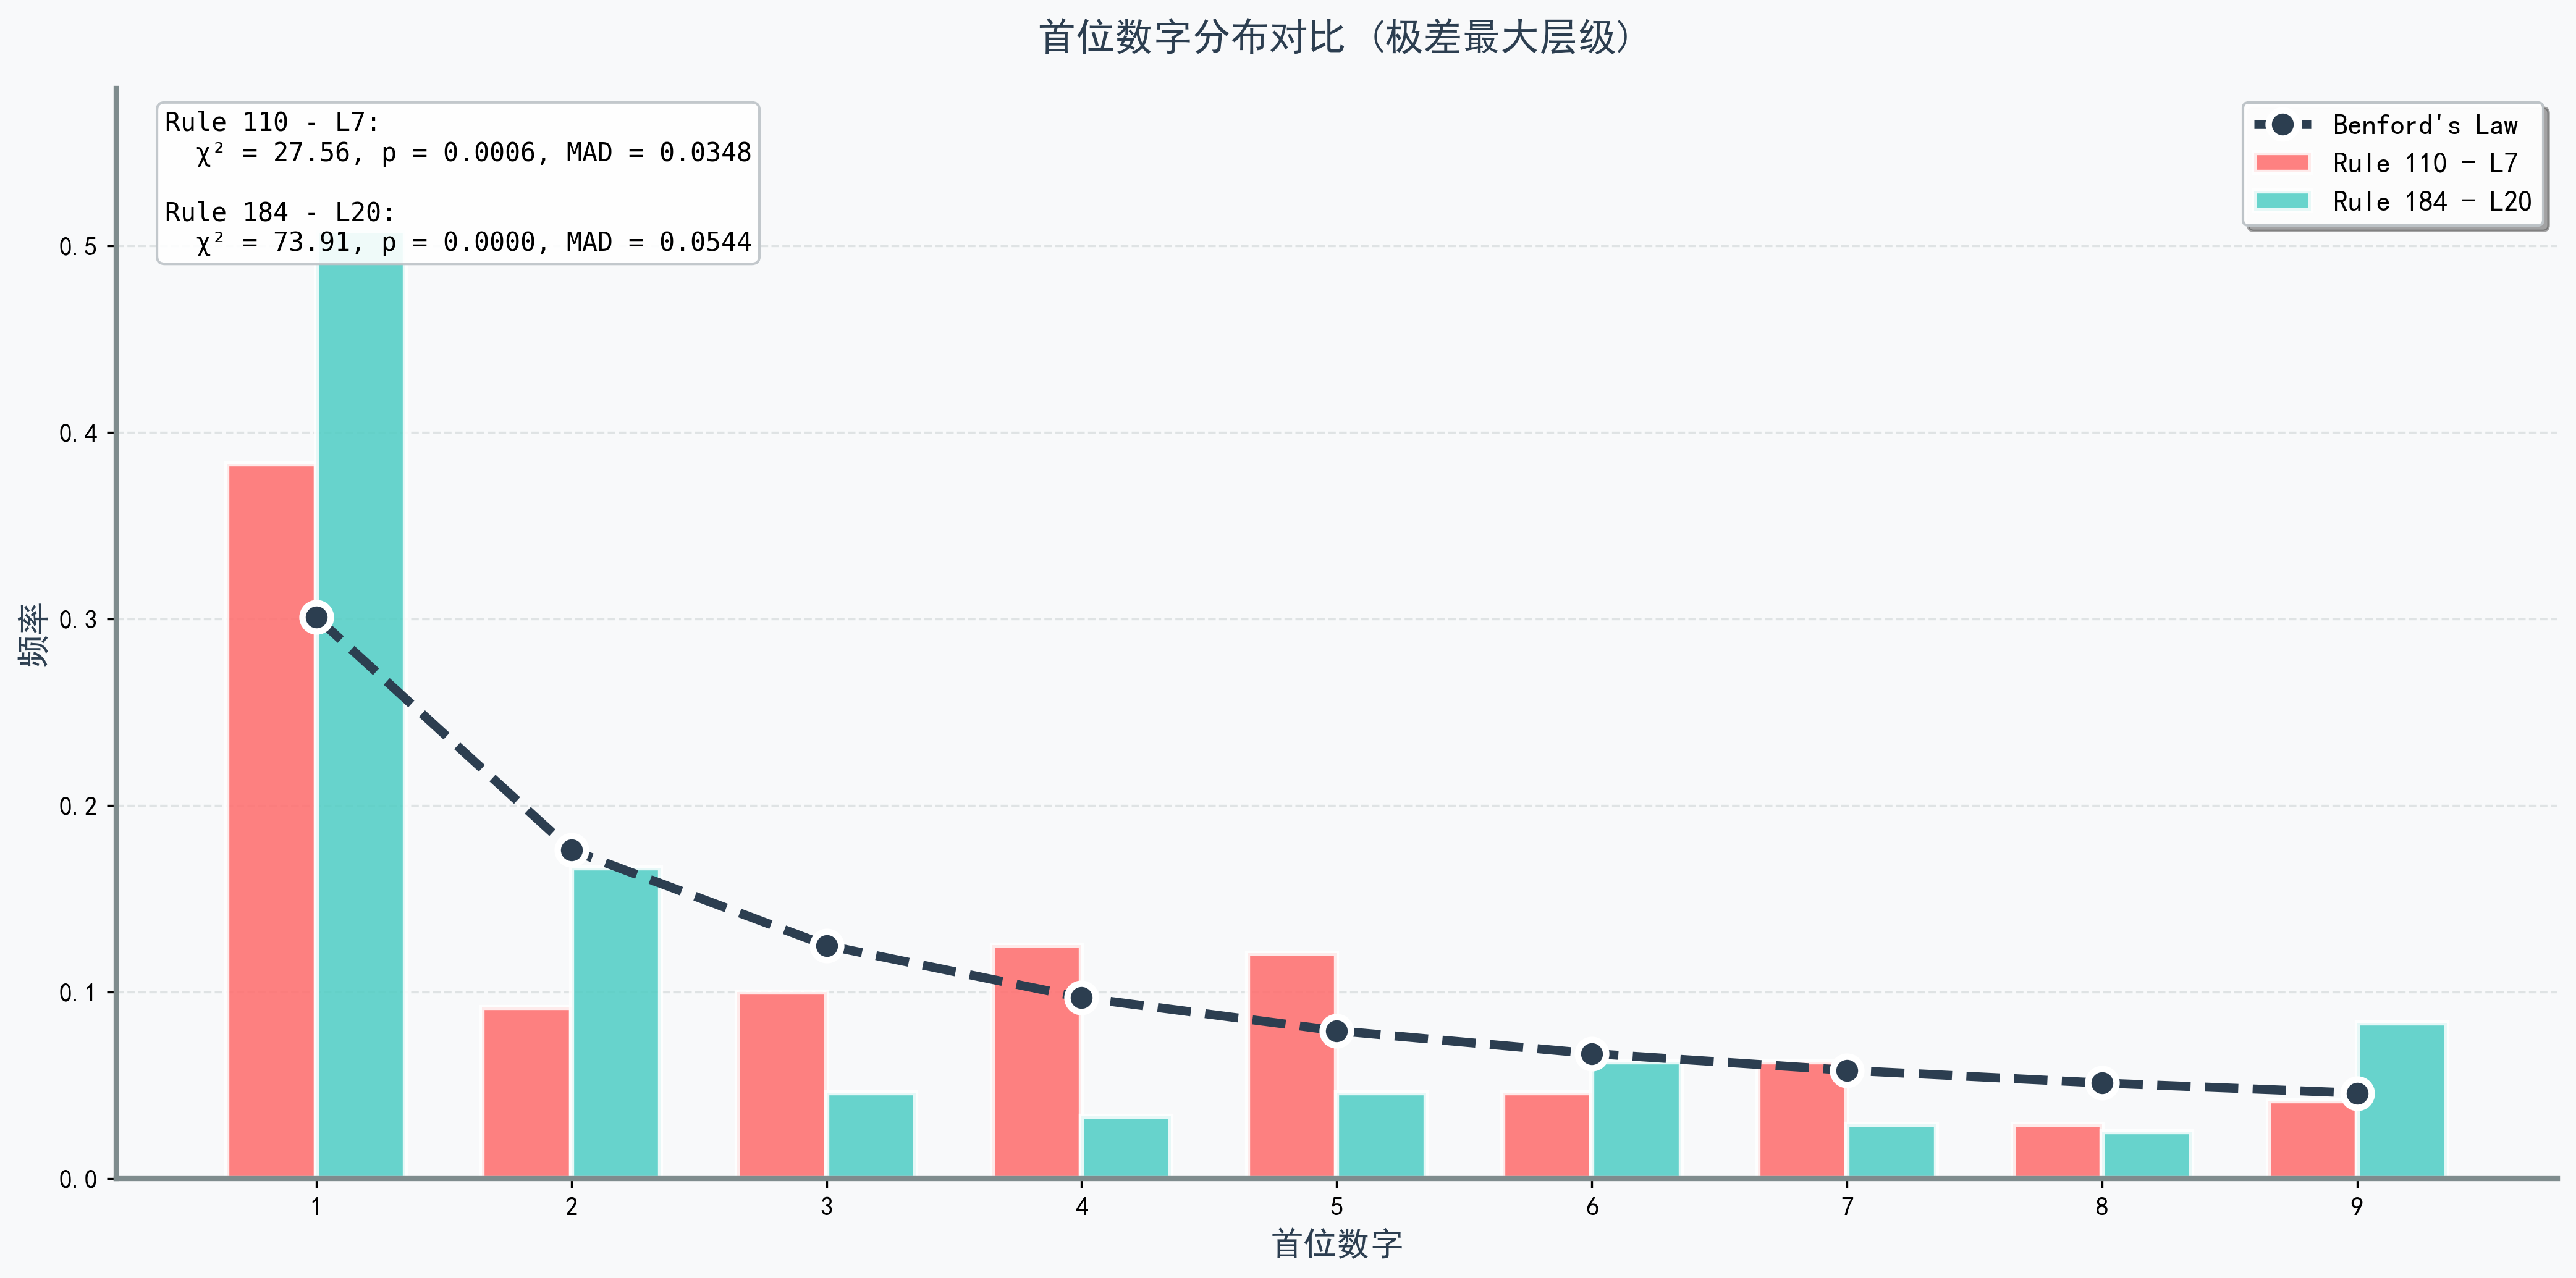 首位数字分布对比 (极差最大层级)
Rule 110 - L7:
χ² = 27.56, p = 0.0006, MAD = 0.0348
Rule 184 - L20:
χ² = 73.91, p = 0.0000, MAD = 0.0544
Benford's Law
Rule 110 - L7
Rule 184 - L20
频率
0.5
0.4
0.3
0.2
0.1
0.0
1 2 3 4 5 6 7 8 9
首位数字